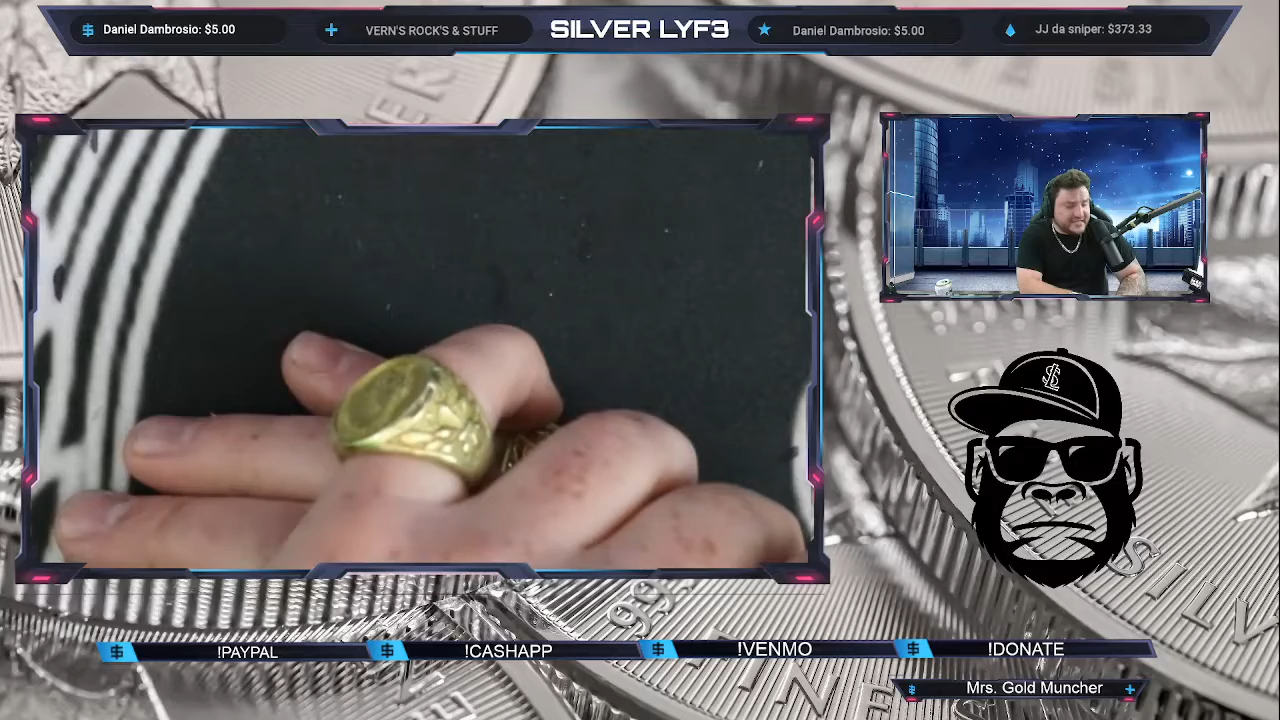 Daniel Dambrosio: $5.00
VERN'S ROCK'S & STUFF
SILVER LYF3
Daniel Dambrosio: $5.00
JJ da sniper: $373.33
!PAYPAL
!CASHAPP
!VENMO
!DONATE
Mrs. Gold Muncher